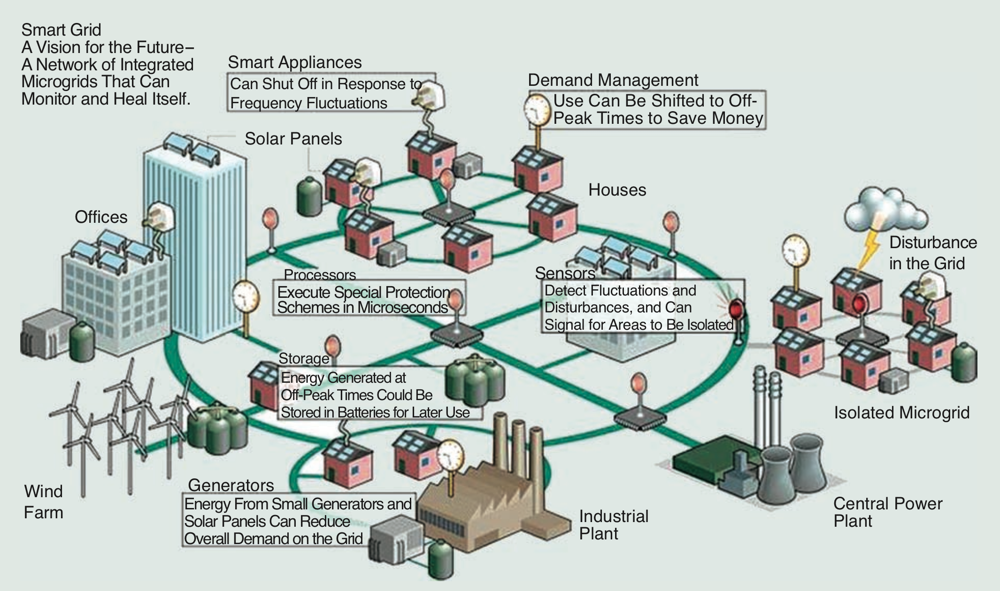 Smart Grid
A Vision for the Future–
A Network of Integrated
Microgrids That Can
Monitor and Heal Itself.
Smart Appliances
Can Shut Off in Response to
Frequency Fluctuations
Demand Management
Use Can Be Shifted to Off-
Peak Times to Save Money
Solar Panels
Houses
Offices
Disturbance
in the Grid
Processors
Execute Special Protection
Schemes in Microseconds
Sensors
Detect Fluctuations and
Disturbances, and Can
Signal for Areas to Be Isolated
Storage
Energy Generated at
Off-Peak Times Could Be
Stored in Batteries for Later Use
Isolated Microgrid
Wind
Farm
Generators
Energy From Small Generators and
Solar Panels Can Reduce
Overall Demand on the Grid
Industrial
Plant
Central Power
Plant